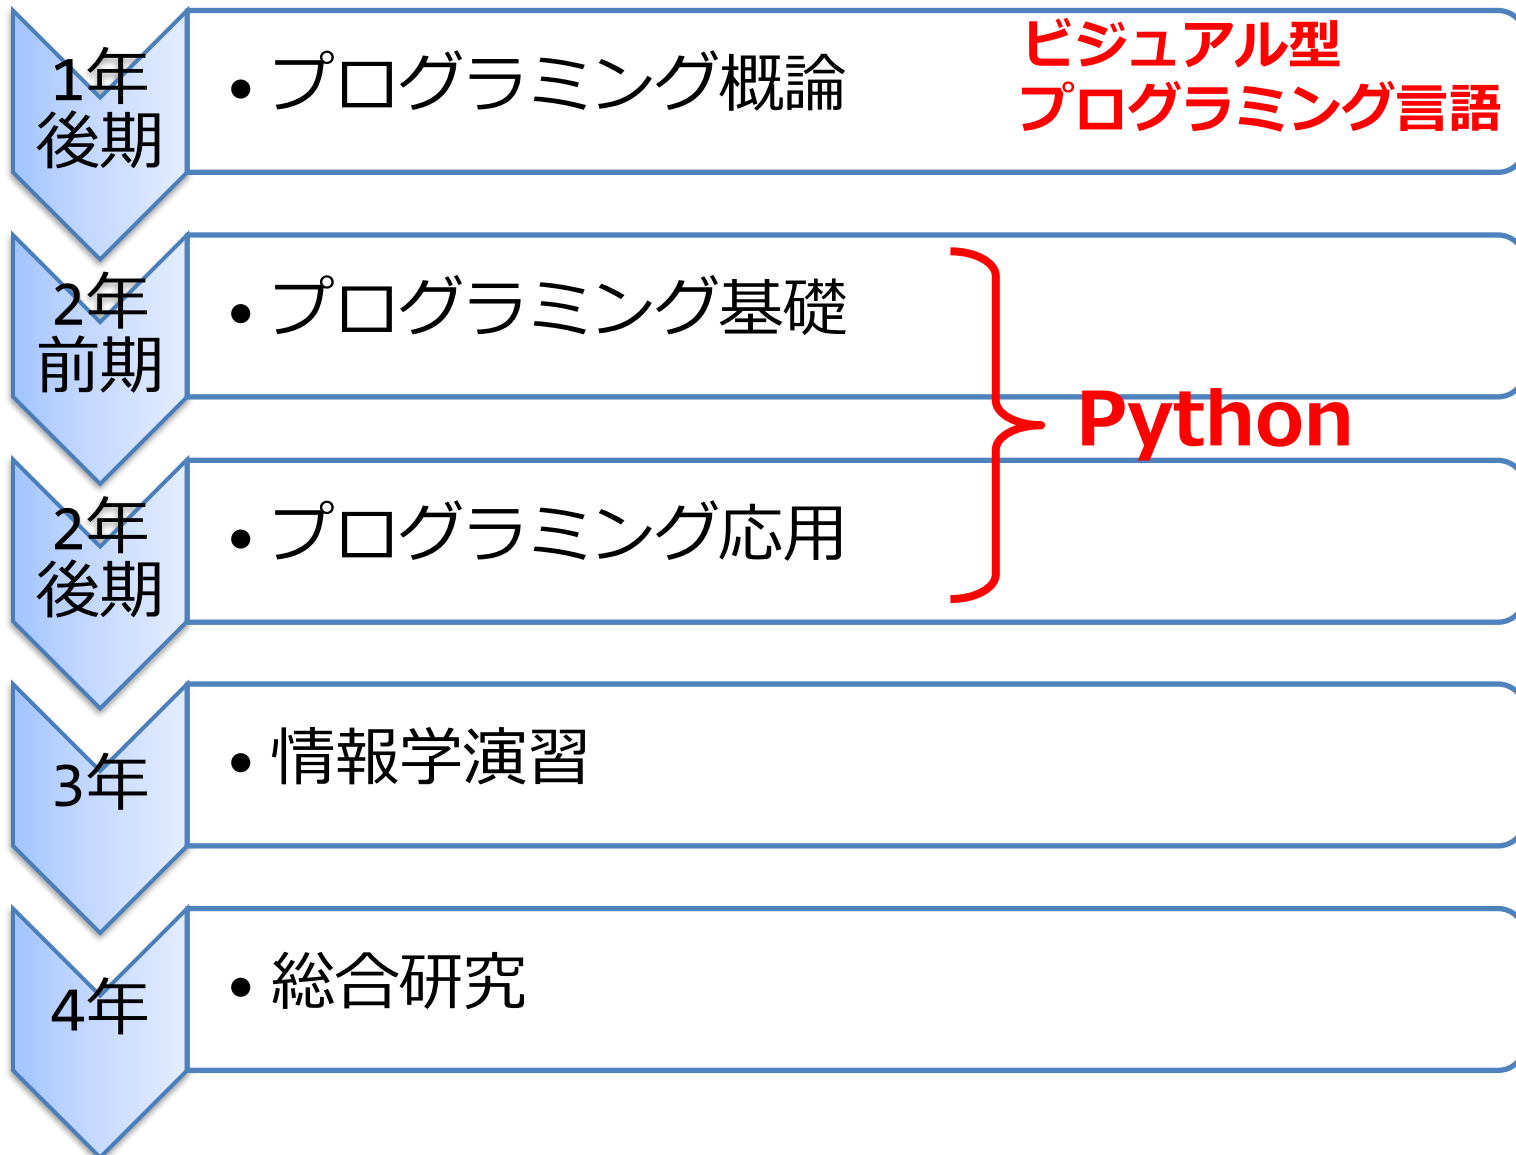 1年
後期
• プログラミング概論
ビジュアル型
プログラミング言語
2年
前期
• プログラミング基礎
Python
2年
後期
• プログラミング応用
3年
• 情報学演習
4年
• 総合研究